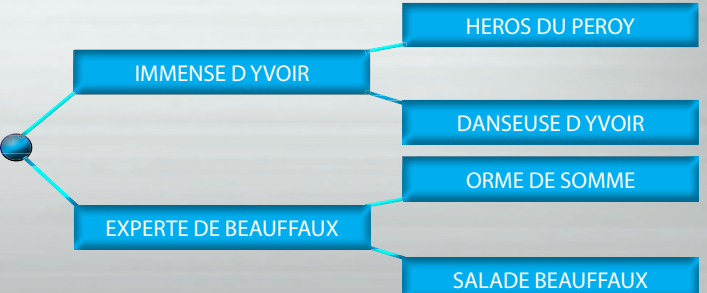 HEROS DU PEROY
IMMENSE D YVOIR
DANSEUSE D YVOIR
ORME DE SOMME
EXPERTE DE BEAUFFAUX
SALADE BEAUFFAUX